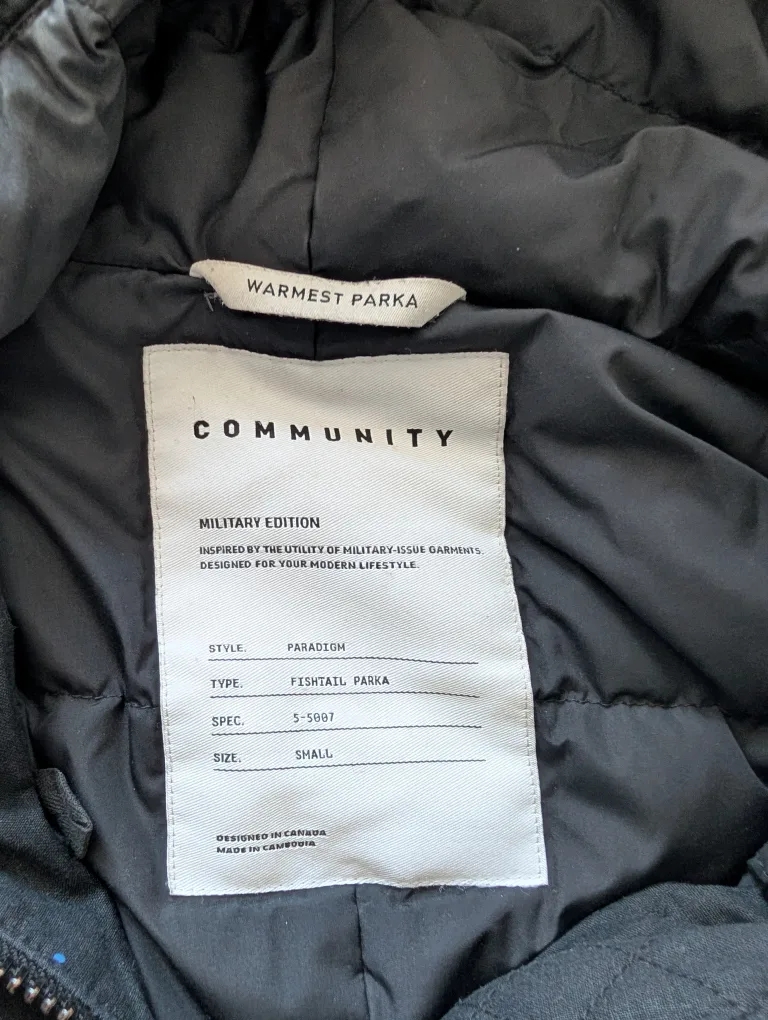 WARMEST PARKA
COMMUNITY
MILITARY EDITION
INSPIRED BY THE UTILITY OF MILITARY-ISSUE GARMENTS.
DESIGNED FOR YOUR MODERN LIFESTYLE.
STYLE. PARADIGM
TYPE. FISHTAIL PARKA
SPEC. 5-5007
SIZE. SMALL
DESIGNED IN CANADA
MADE IN CAMBODIA